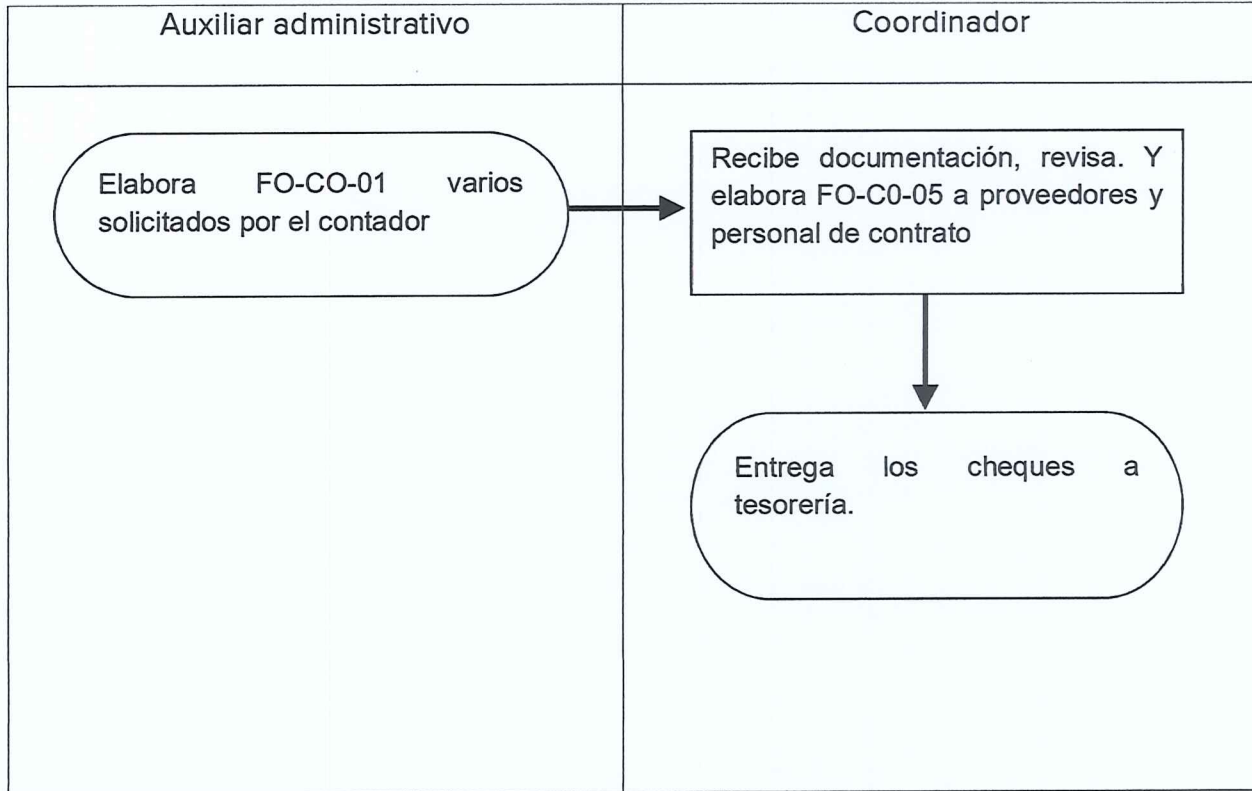 Auxiliar administrativo
Coordinador
Elabora FO-CO-01 varios
solicitados por el contador
Recibe documentación, revisa. Y
elabora FO-C0-05 a proveedores y
personal de contrato
Entrega los cheques a
tesorería.